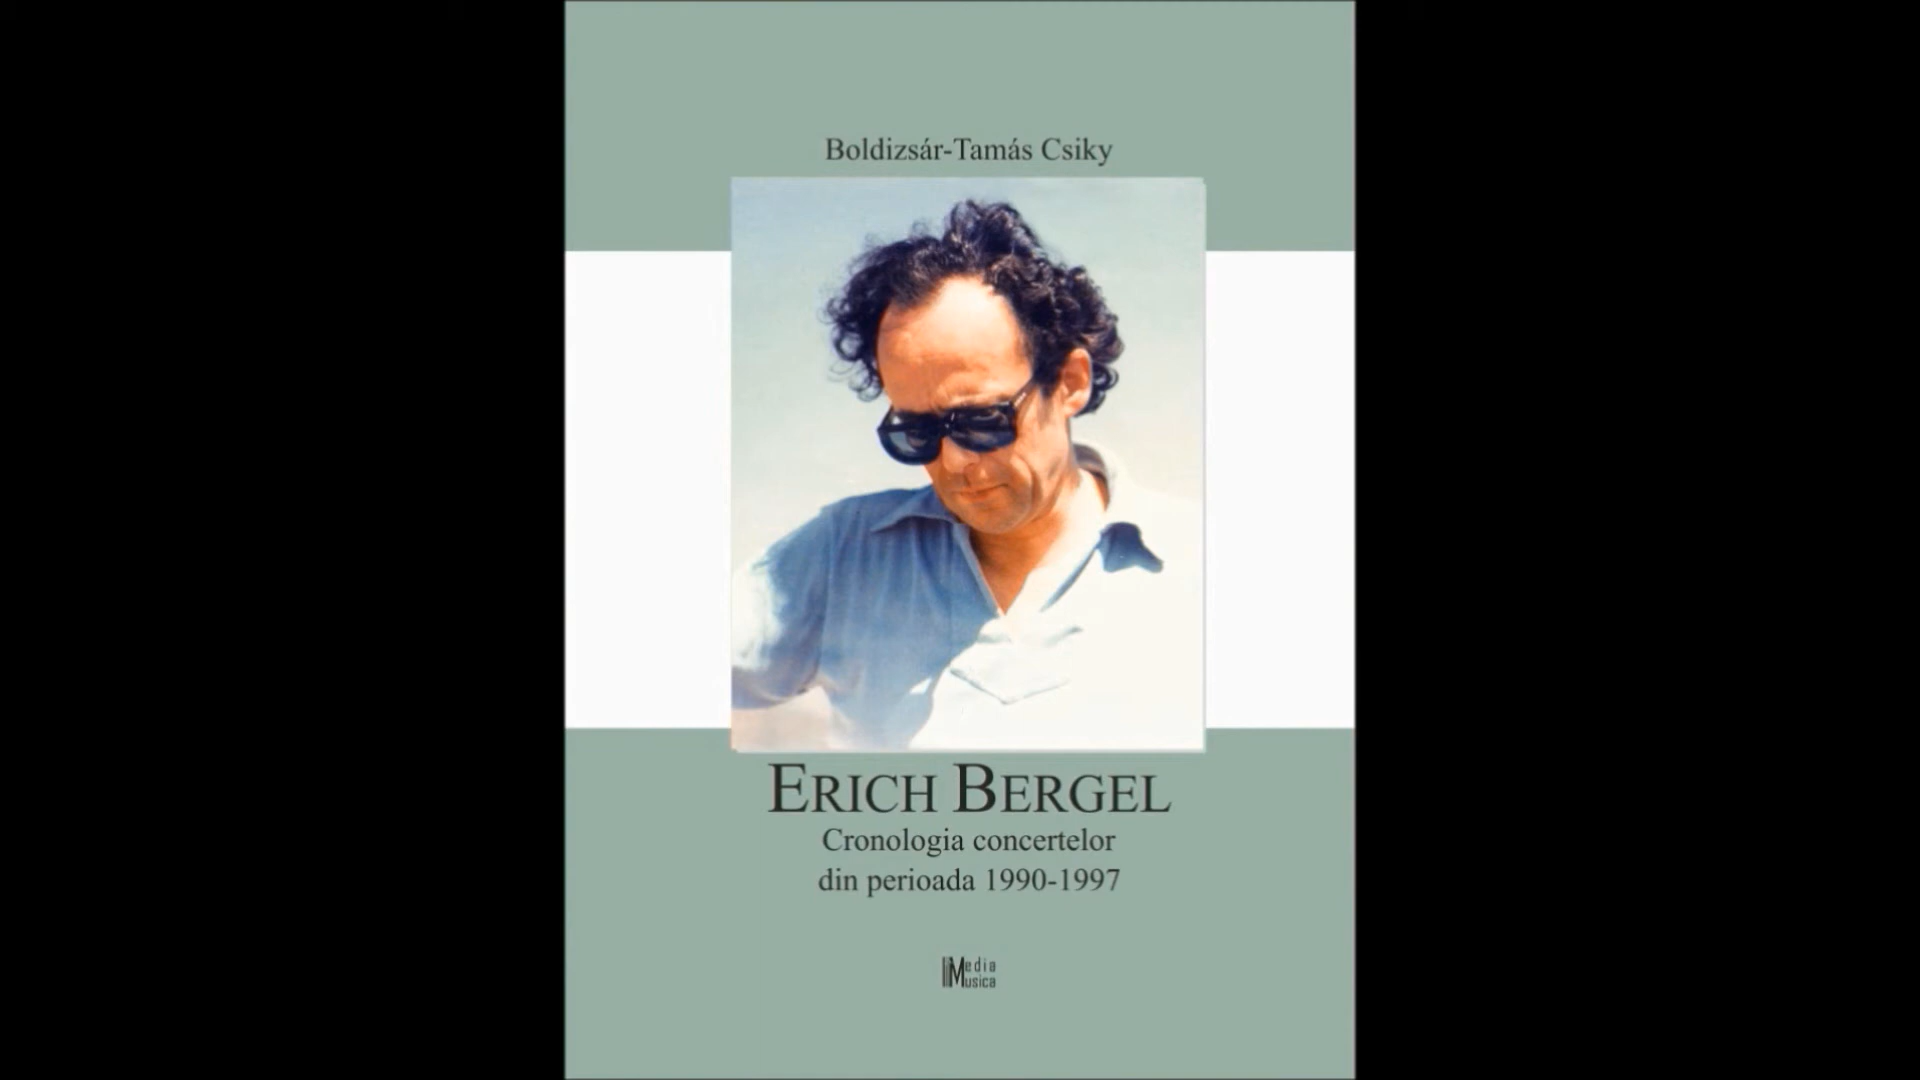 Boldizsár-Tamás Csiky
ERICH BERGEL
Cronologia concertelor
din perioada 1990-1997
Media
Musica